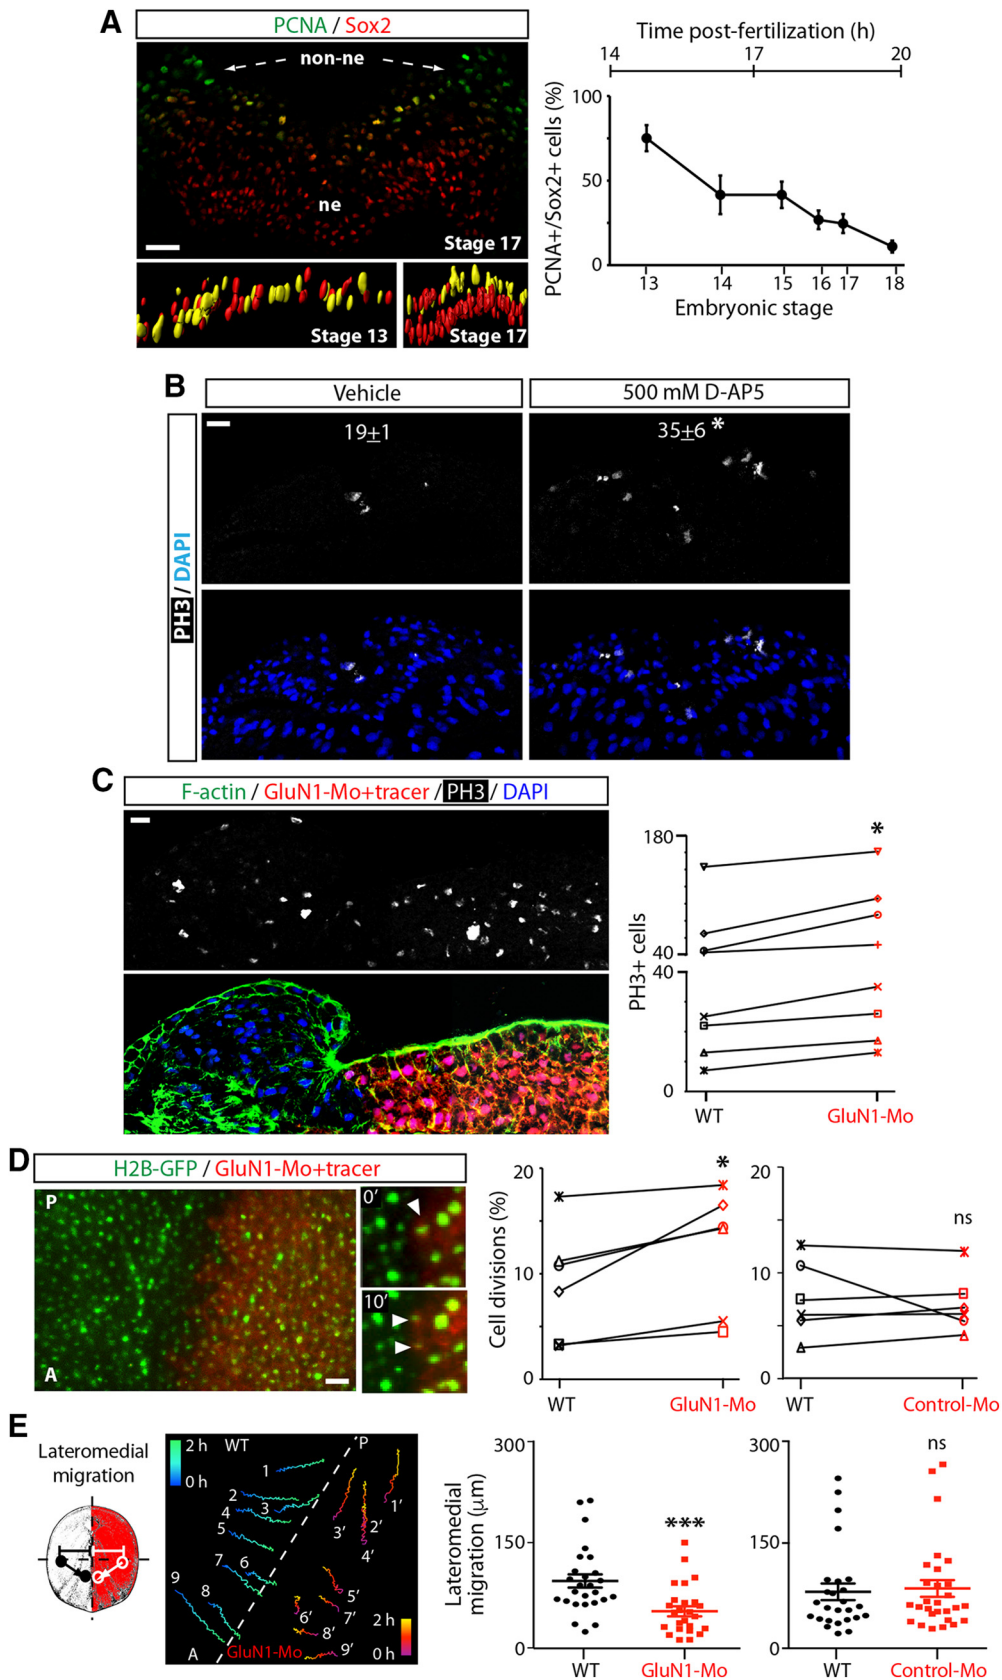 A
PCNA / Sox2
non-ne
ne
Stage 17
Stage 13
Stage 17
Time post-fertilization (h)
14 17 20
PCNA+/Sox2+ cells (%)
100
50
0
13 14 15 16 17 18
Embryonic stage
B
Vehicle
500 mM D-AP5
PH3 / DAPI
19±1
35±6 *
C
F-actin / GluN1-Mo+tracer / PH3 / DAPI
PH3+ cells
180
40
40
0
*
WT
GluN1-Mo
D
H2B-GFP / GluN1-Mo+tracer
P
A
0'
10'
Cell divisions (%)
20
10
0
*
WT
GluN1-Mo
20
10
0
ns
WT
Control-Mo
E
Lateromedial
migration
2 h
0 h
WT
P
1
2
3
4
5
6
7
8
9
1'
2'
3'
4'
5'
6'
7'
8'
9'
A
GluN1-Mo
2 h
0 h
Lateromedial
migration (μm)
300
150
0
***
WT
GluN1-Mo
300
150
0
ns
WT
Control-Mo